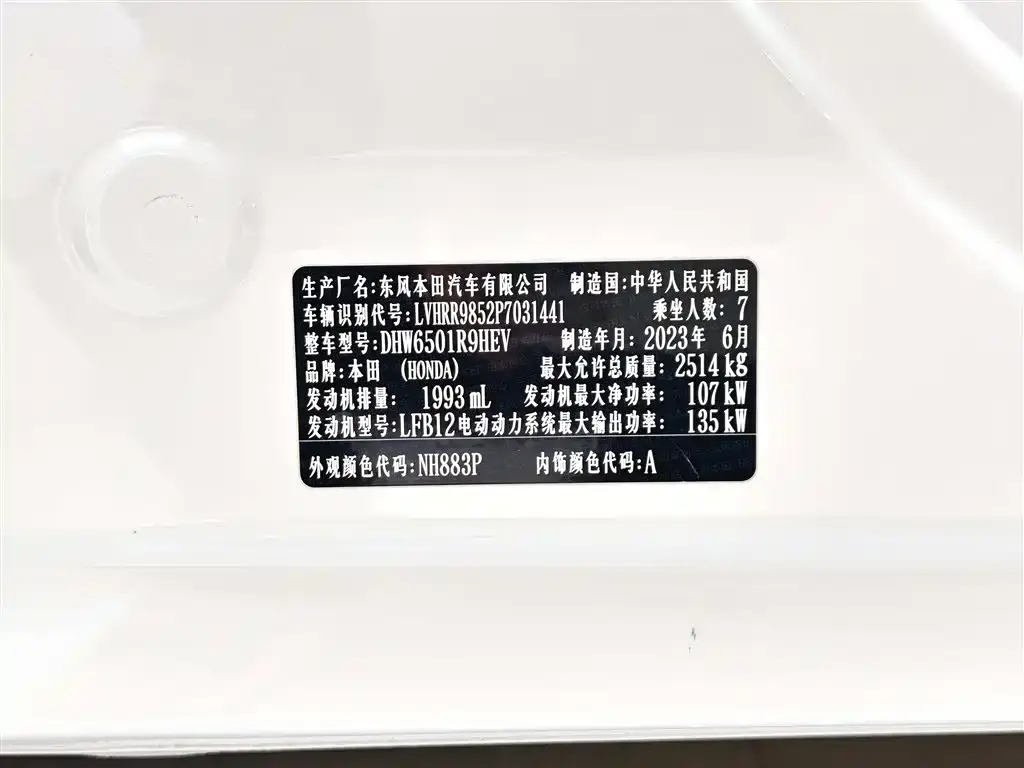 生产厂名:东风本田汽车有限公司 制造国:中华人民共和国
车辆识别代号:LVHRR9852P7031441 乘坐人数: 7
整车型号:DHW6501R9HEV 制造年月: 2023年 6月
品牌:本田 (HONDA) 最大允许总质量: 2514 kg
发动机排量: 1993 mL 发动机最大净功率: 107 kW
发动机型号:LFB12电动动力系统最大输出功率: 135 kW
外观颜色代码:NH883P 内饰颜色代码:A